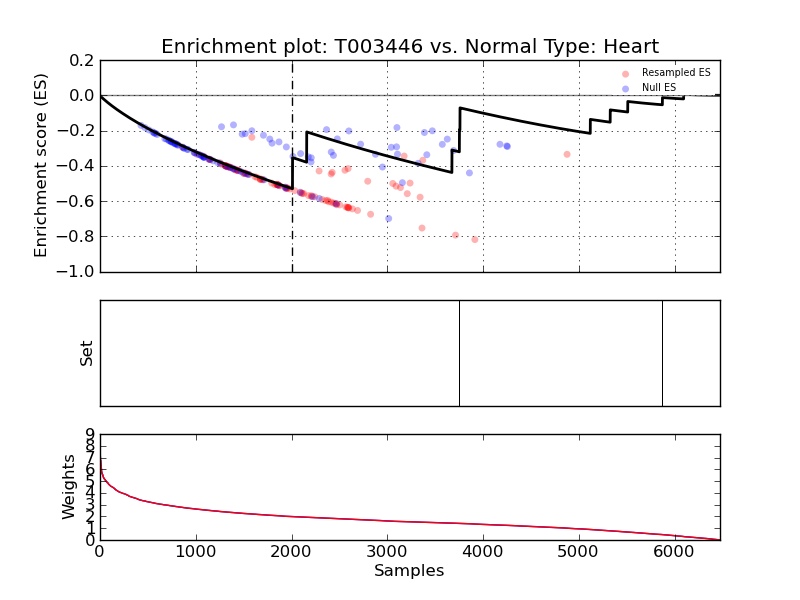 Enrichment plot: T003446 vs. Normal Type: Heart
Enrichment score (ES)
0.2
0.0
−0.2
−0.4
−0.6
−0.8
−1.0
Resampled ES
Null ES
Set
Weights
9
8
7
6
5
4
3
2
1
0
0 1000 2000 3000 4000 5000 6000
Samples